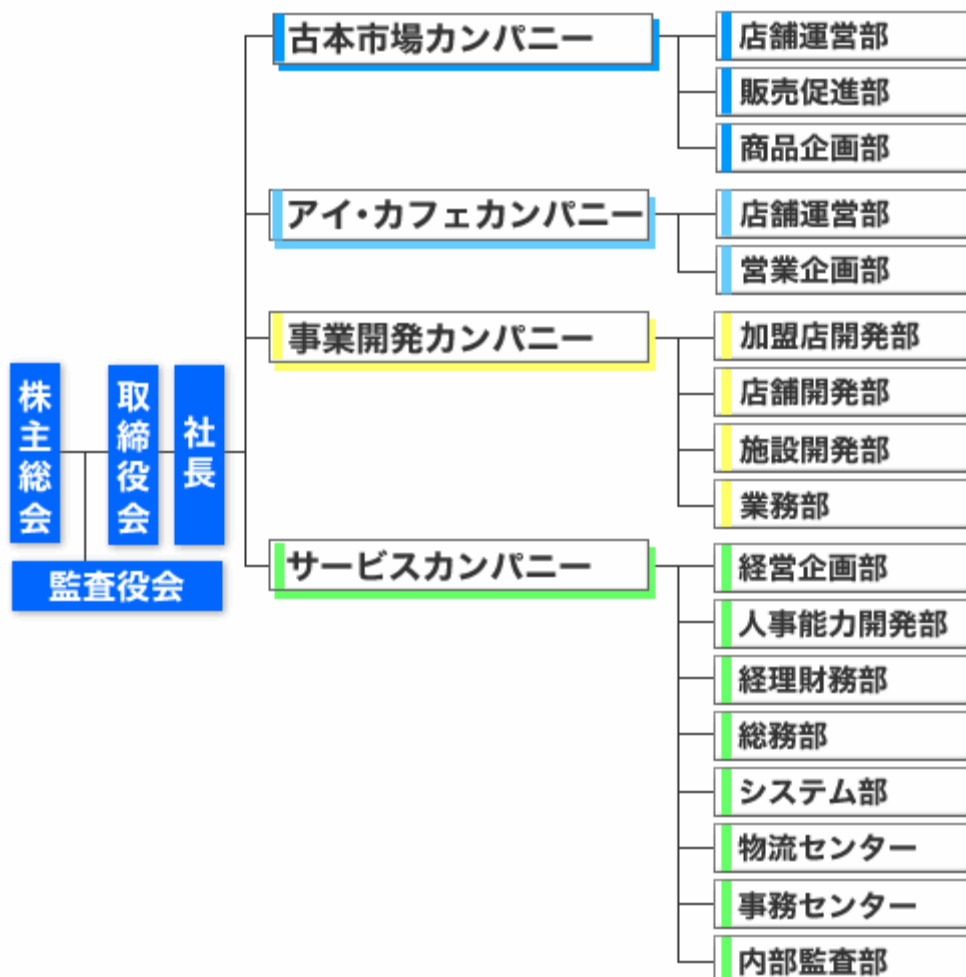 株主総会
監査役会
取締役会
社長
古本市場カンパニー
店舗運営部
販売促進部
商品企画部
アイ・カフェカンパニー
店舗運営部
営業企画部
事業開発カンパニー
加盟店開発部
店舗開発部
施設開発部
業務部
サービスカンパニー
経営企画部
人事能力開発部
経理財務部
総務部
システム部
物流センター
事務センター
内部監査部